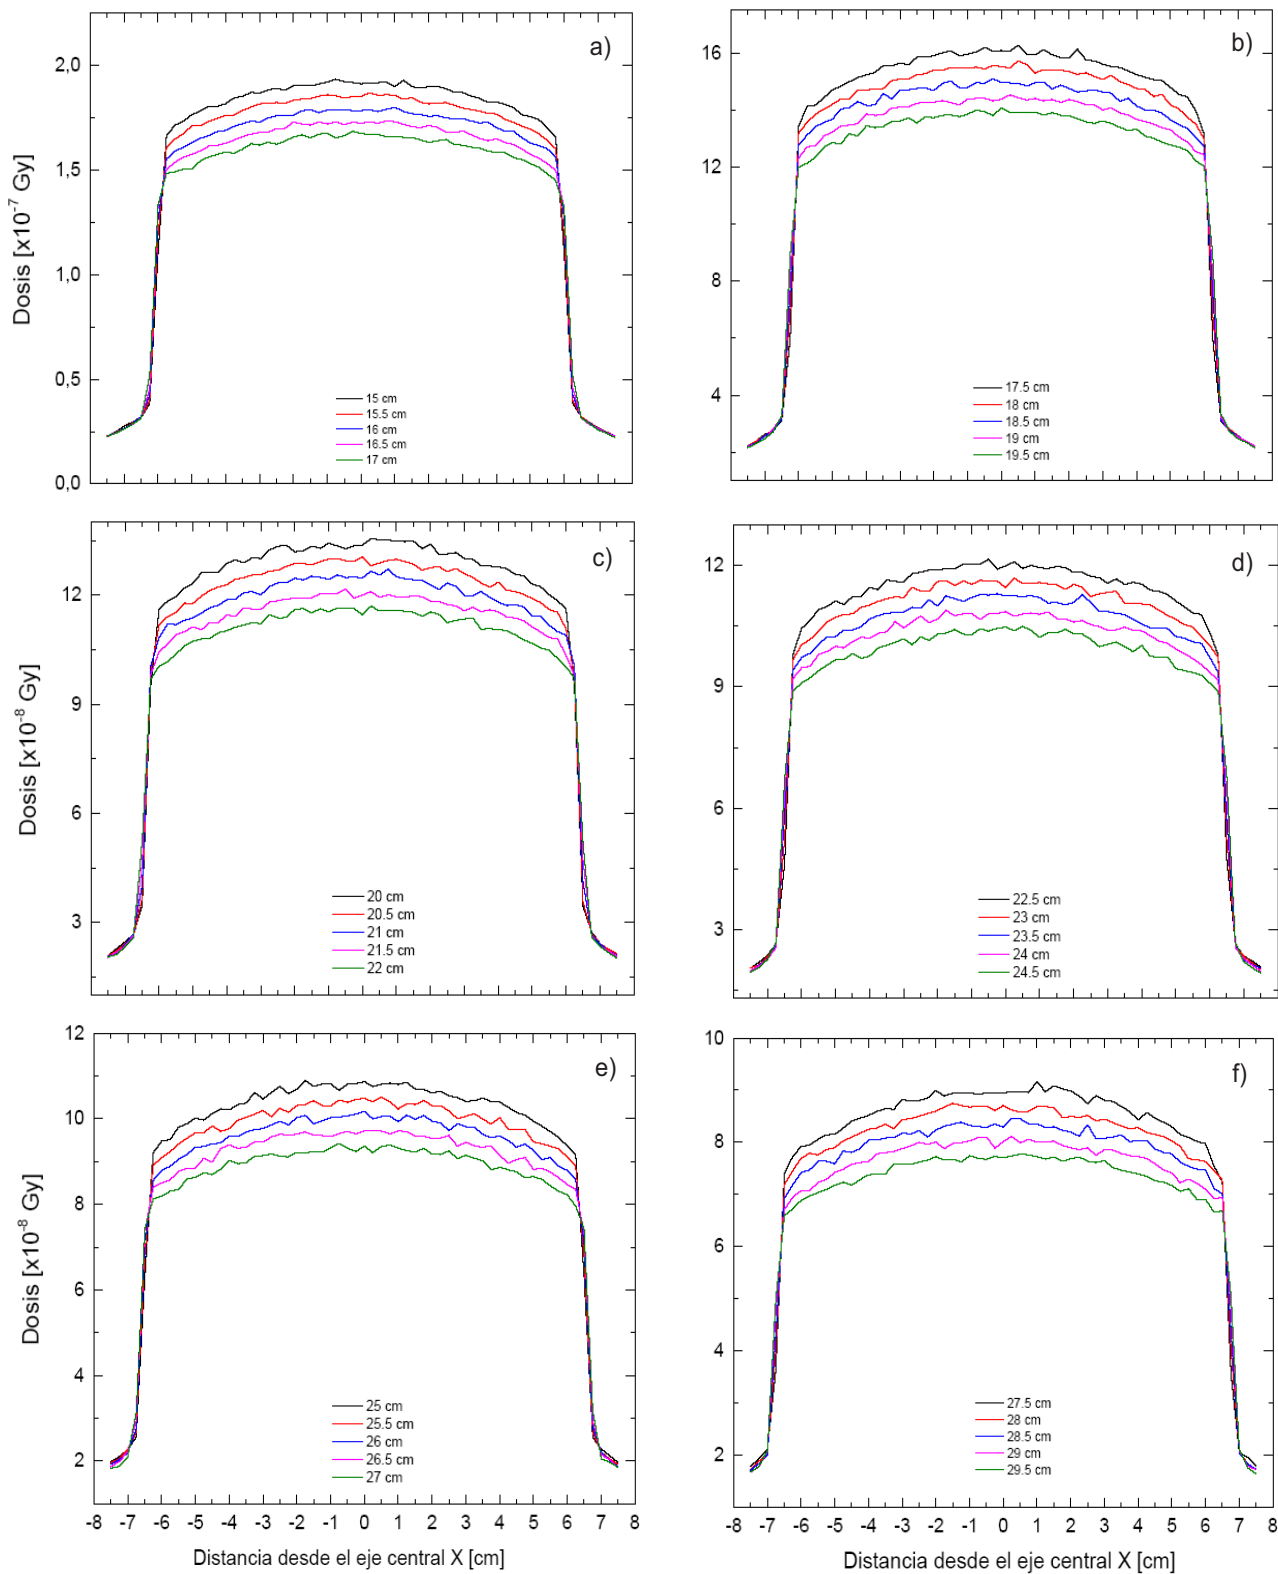 a)
2,0
1,5
1,0
0,5
0,0
Dosis [x10-7 Gy]
15 cm
15.5 cm
16 cm
16.5 cm
17 cm
b)
16
12
8
4
17.5 cm
18 cm
18.5 cm
19 cm
19.5 cm
c)
12
9
6
3
Dosis [x10-8 Gy]
20 cm
20.5 cm
21 cm
21.5 cm
22 cm
d)
12
9
6
3
22.5 cm
23 cm
23.5 cm
24 cm
24.5 cm
e)
12
10
8
6
4
2
Dosis [x10-8 Gy]
25 cm
25.5 cm
26 cm
26.5 cm
27 cm
-8 -7 -6 -5 -4 -3 -2 -1 0 1 2 3 4 5 6 7 8
Distancia desde el eje central X [cm]
f)
10
8
6
4
2
27.5 cm
28 cm
28.5 cm
29 cm
29.5 cm
-8 -7 -6 -5 -4 -3 -2 -1 0 1 2 3 4 5 6 7 8
Distancia desde el eje central X [cm]